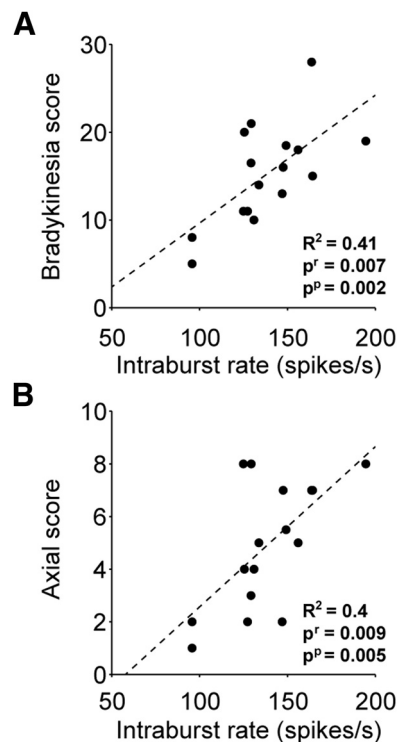 A
30
20
10
0
Bradykinesia score
R² = 0.41
pʳ = 0.007
pᵖ = 0.002
50 100 150 200
Intraburst rate (spikes/s)
B
10
8
6
4
2
0
Axial score
R² = 0.4
pʳ = 0.009
pᵖ = 0.005
50 100 150 200
Intraburst rate (spikes/s)